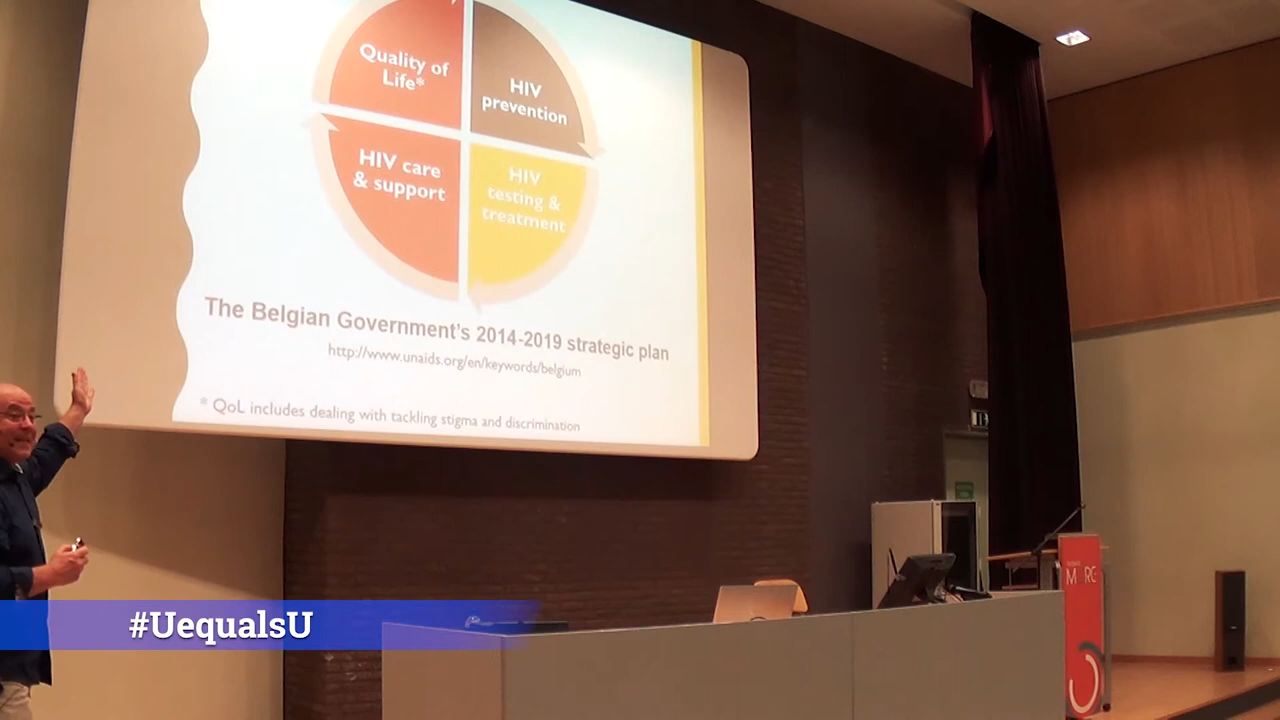 Quality of
Life*
HIV
prevention
HIV care
& support
HIV
testing &
treatment
The Belgian Government's 2014-2019 strategic plan
http://www.unaids.org/en/keywords/belgium
* QoL includes dealing with tackling stigma and discrimination
#UequalsU